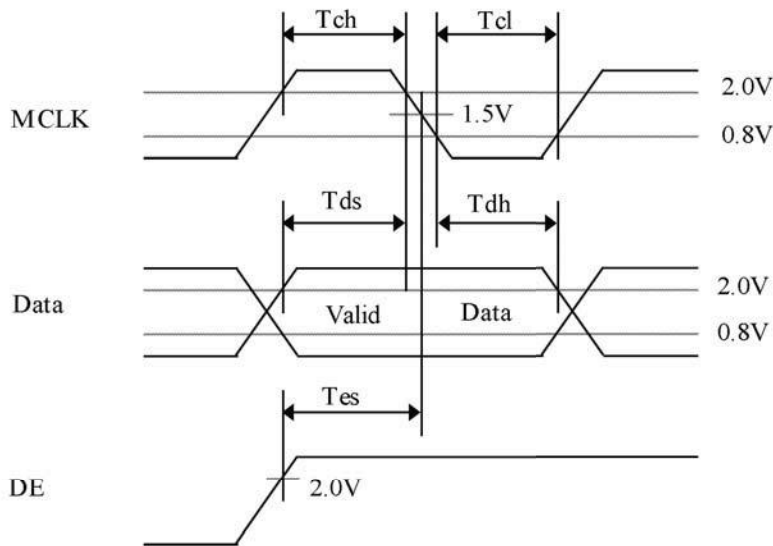 Tch Tcl
2.0V
MCLK 1.5V
0.8V
Tds Tdh
2.0V
Data Valid Data
0.8V
Tes
DE 2.0V